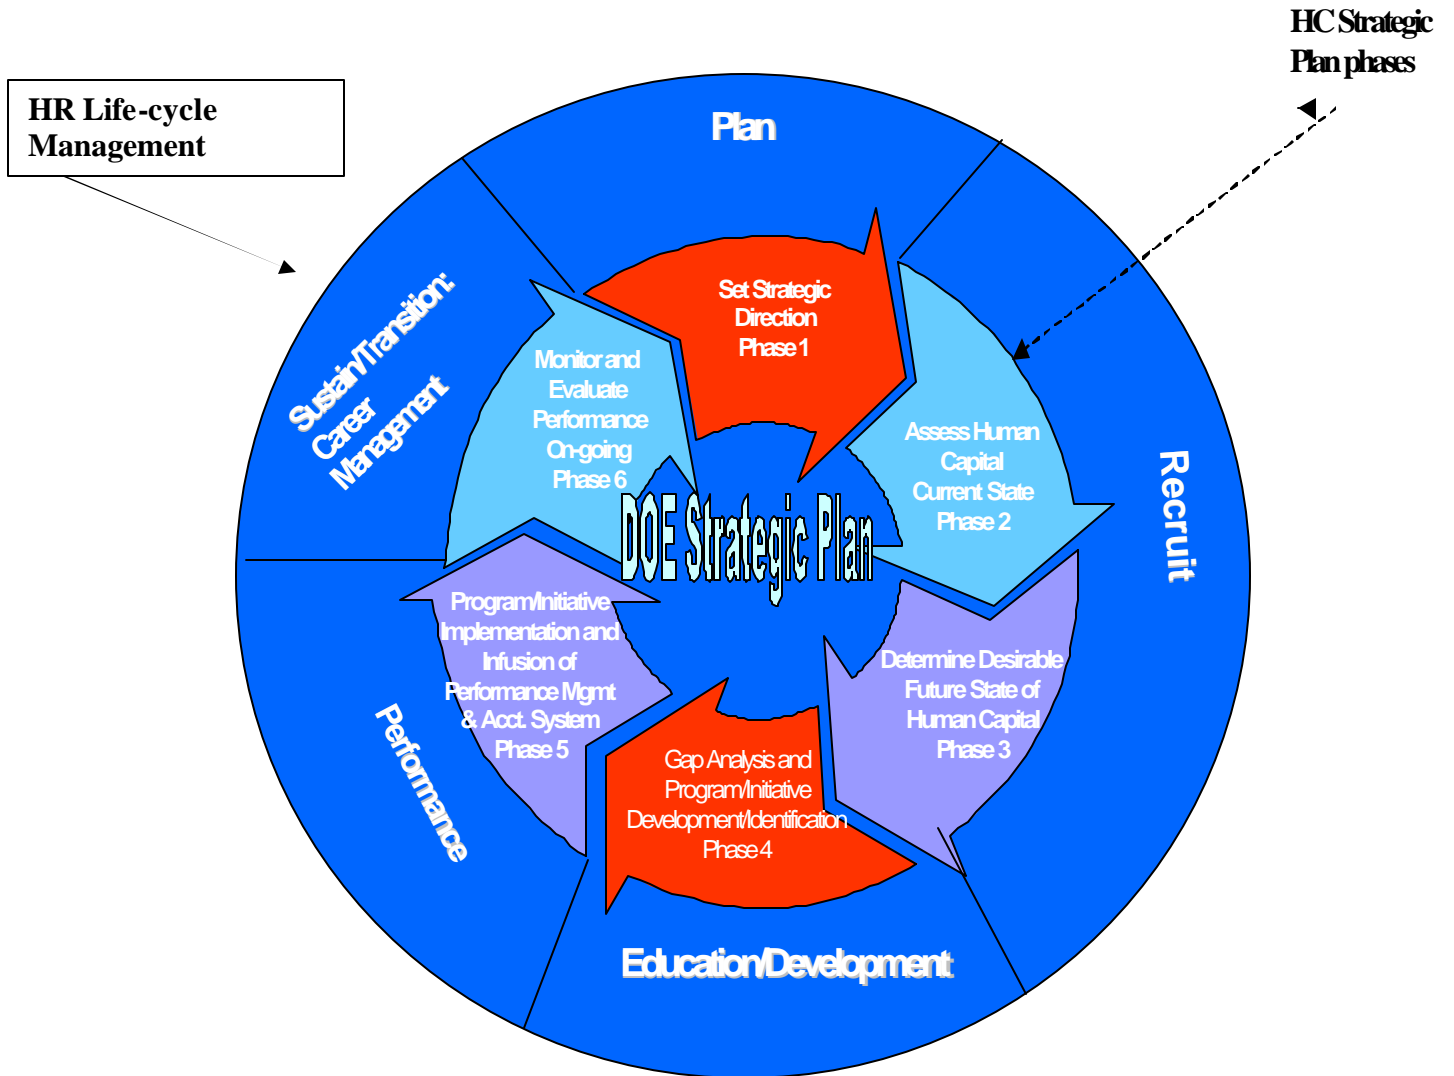 HC Strategic
Plan phases
HR Life-cycle
Management
Plan
Set Strategic
Direction
Phase 1
Monitor and
Evaluate
Performance
On-going
Phase 6
Assess Human
Capital
Current State
Phase 2
Sustain/Transition:
Career
Management
Recruit
DOE Strategic Plan
Program/Initiative
Implementation and
Infusion of
Performance Mgmt
& Acct. System
Phase 5
Determine Desirable
Future State of
Human Capital
Phase 3
Performance
Gap Analysis and
Program/Initiative
Development/Identification
Phase 4
Education/Development